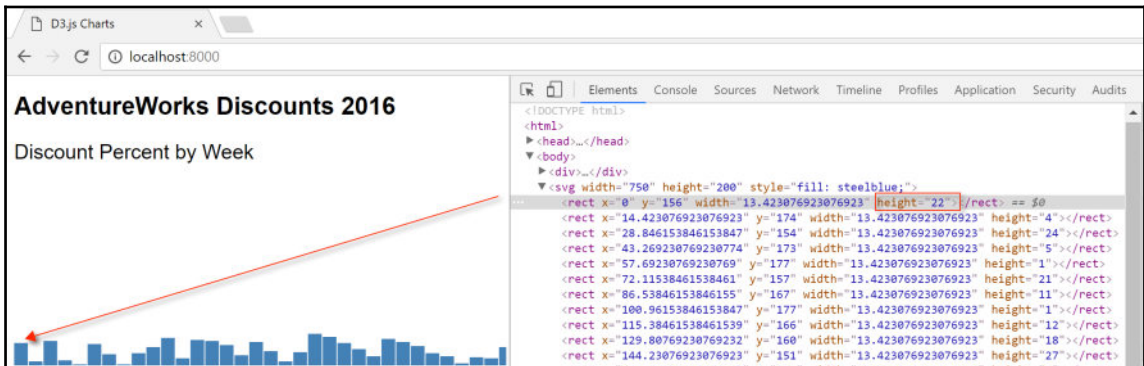 D3.js Charts
localhost:8000
AdventureWorks Discounts 2016
Discount Percent by Week
Elements Console Sources Network Timeline Profiles Application Security Audits
<!DOCTYPE html>
<html>
<head>…</head>
<body>
<div>…</div>
<svg width="750" height="200" style="fill: steelblue;">
<rect x="0" y="156" width="13.423076923076923" height="22"></rect> == $0
<rect x="14.423076923076923" y="174" width="13.423076923076923" height="4"></rect>
<rect x="28.846153846153847" y="154" width="13.423076923076923" height="24"></rect>
<rect x="43.269230769230774" y="173" width="13.423076923076923" height="5"></rect>
<rect x="57.69230769230769" y="177" width="13.423076923076923" height="1"></rect>
<rect x="72.11538461538461" y="157" width="13.423076923076923" height="21"></rect>
<rect x="86.53846153846155" y="167" width="13.423076923076923" height="11"></rect>
<rect x="100.96153846153847" y="177" width="13.423076923076923" height="1"></rect>
<rect x="115.38461538461539" y="166" width="13.423076923076923" height="12"></rect>
<rect x="129.80769230769232" y="160" width="13.423076923076923" height="18"></rect>
<rect x="144.23076923076923" y="151" width="13.423076923076923" height="27"></rect>